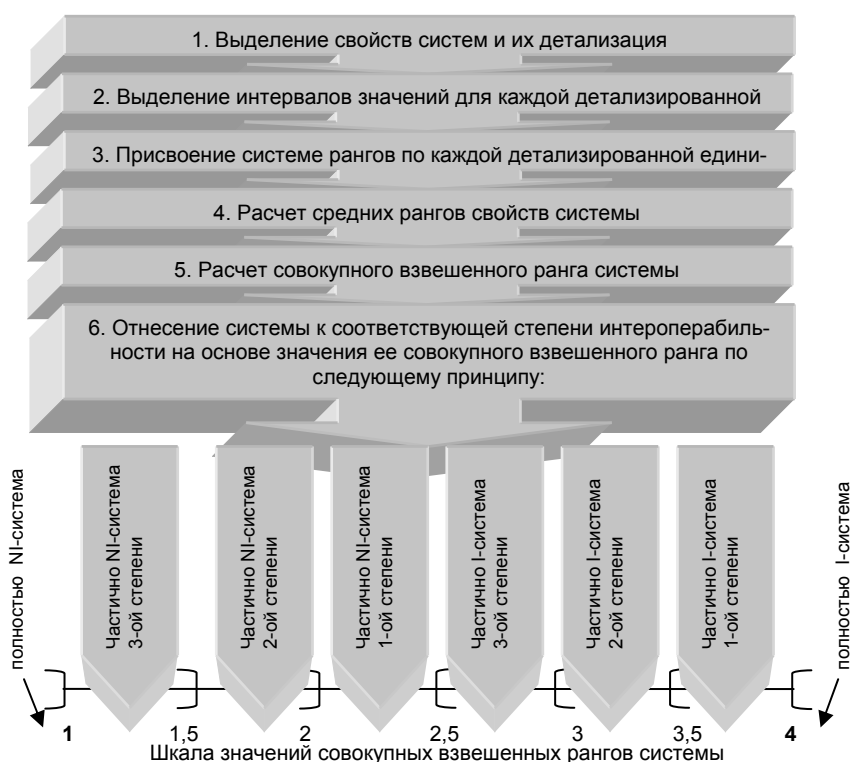 1. Выделение свойств систем и их детализация
2. Выделение интервалов значений для каждой детализированной
3. Присвоение системе рангов по каждой детализированной едини-
4. Расчет средних рангов свойств системы
5. Расчет совокупного взвешенного ранга системы
6. Отнесение системы к соответствующей степени интероперабиль-
ности на основе значения ее совокупного взвешенного ранга по
следующему принципу:
полностью NI-система
Частично NI-система
3-ой степени
Частично NI-система
2-ой степени
Частично NI-система
1-ой степени
Частично I-система
3-ой степени
Частично I-система
2-ой степени
Частично I-система
1-ой степени
полностью I-система
1 1,5 2 2,5 3 3,5 4
Шкала значений совокупных взвешенных рангов системы